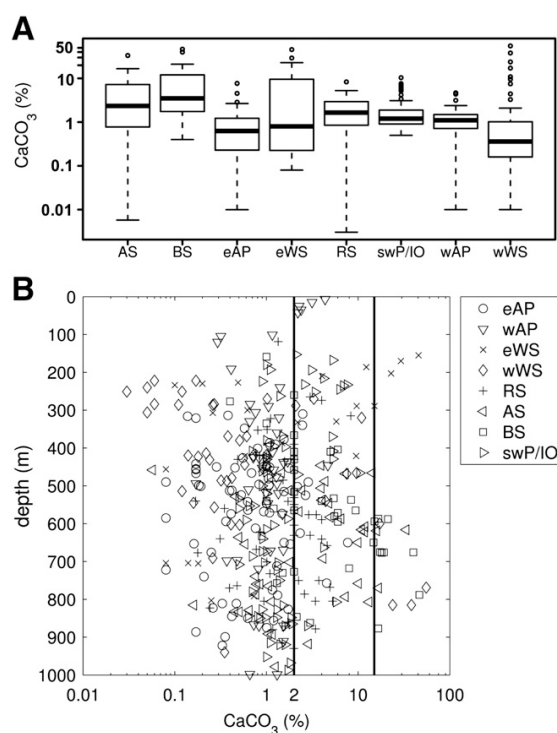 A
CaCO3 (%)
50
10
1
0.1
0.01
AS BS eAP eWS RS swP/IO wAP wWS
B
depth (m)
0
100
200
300
400
500
600
700
800
900
1000
0.01 0.1 1 2 10 100
CaCO3 (%)
eAP
wAP
eWS
wWS
RS
AS
BS
swP/IO